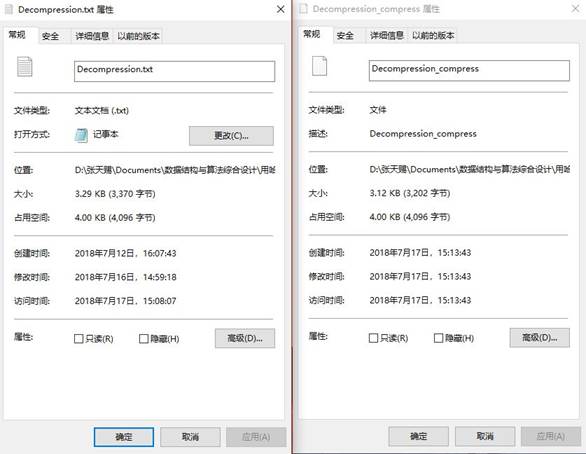 Decompression.txt 属性
常规 安全 详细信息 以前的版本
Decompression.txt
文件类型: 文本文档 (.txt)
打开方式: 记事本 更改(C)...
位置: D:\张天赐\Documents\数据结构与算法综合设计\用哈
大小: 3.29 KB (3,370 字节)
占用空间: 4.00 KB (4,096 字节)
创建时间: 2018年7月12日，16:07:43
修改时间: 2018年7月16日，14:59:18
访问时间: 2018年7月17日，15:08:07
属性: 只读(R) 隐藏(H) 高级(D)...
确定 取消 应用(A)
Decompression_compress 属性
常规 安全 详细信息 以前的版本
Decompression_compress
文件类型: 文件
描述: Decompression_compress
位置: D:\张天赐\Documents\数据结构与算法综合设计\用哈
大小: 3.12 KB (3,202 字节)
占用空间: 4.00 KB (4,096 字节)
创建时间: 2018年7月17日，15:13:43
修改时间: 2018年7月17日，15:13:43
访问时间: 2018年7月17日，15:13:43
属性: 只读(R) 隐藏(H) 高级(D)...
确定 取消 应用(A)